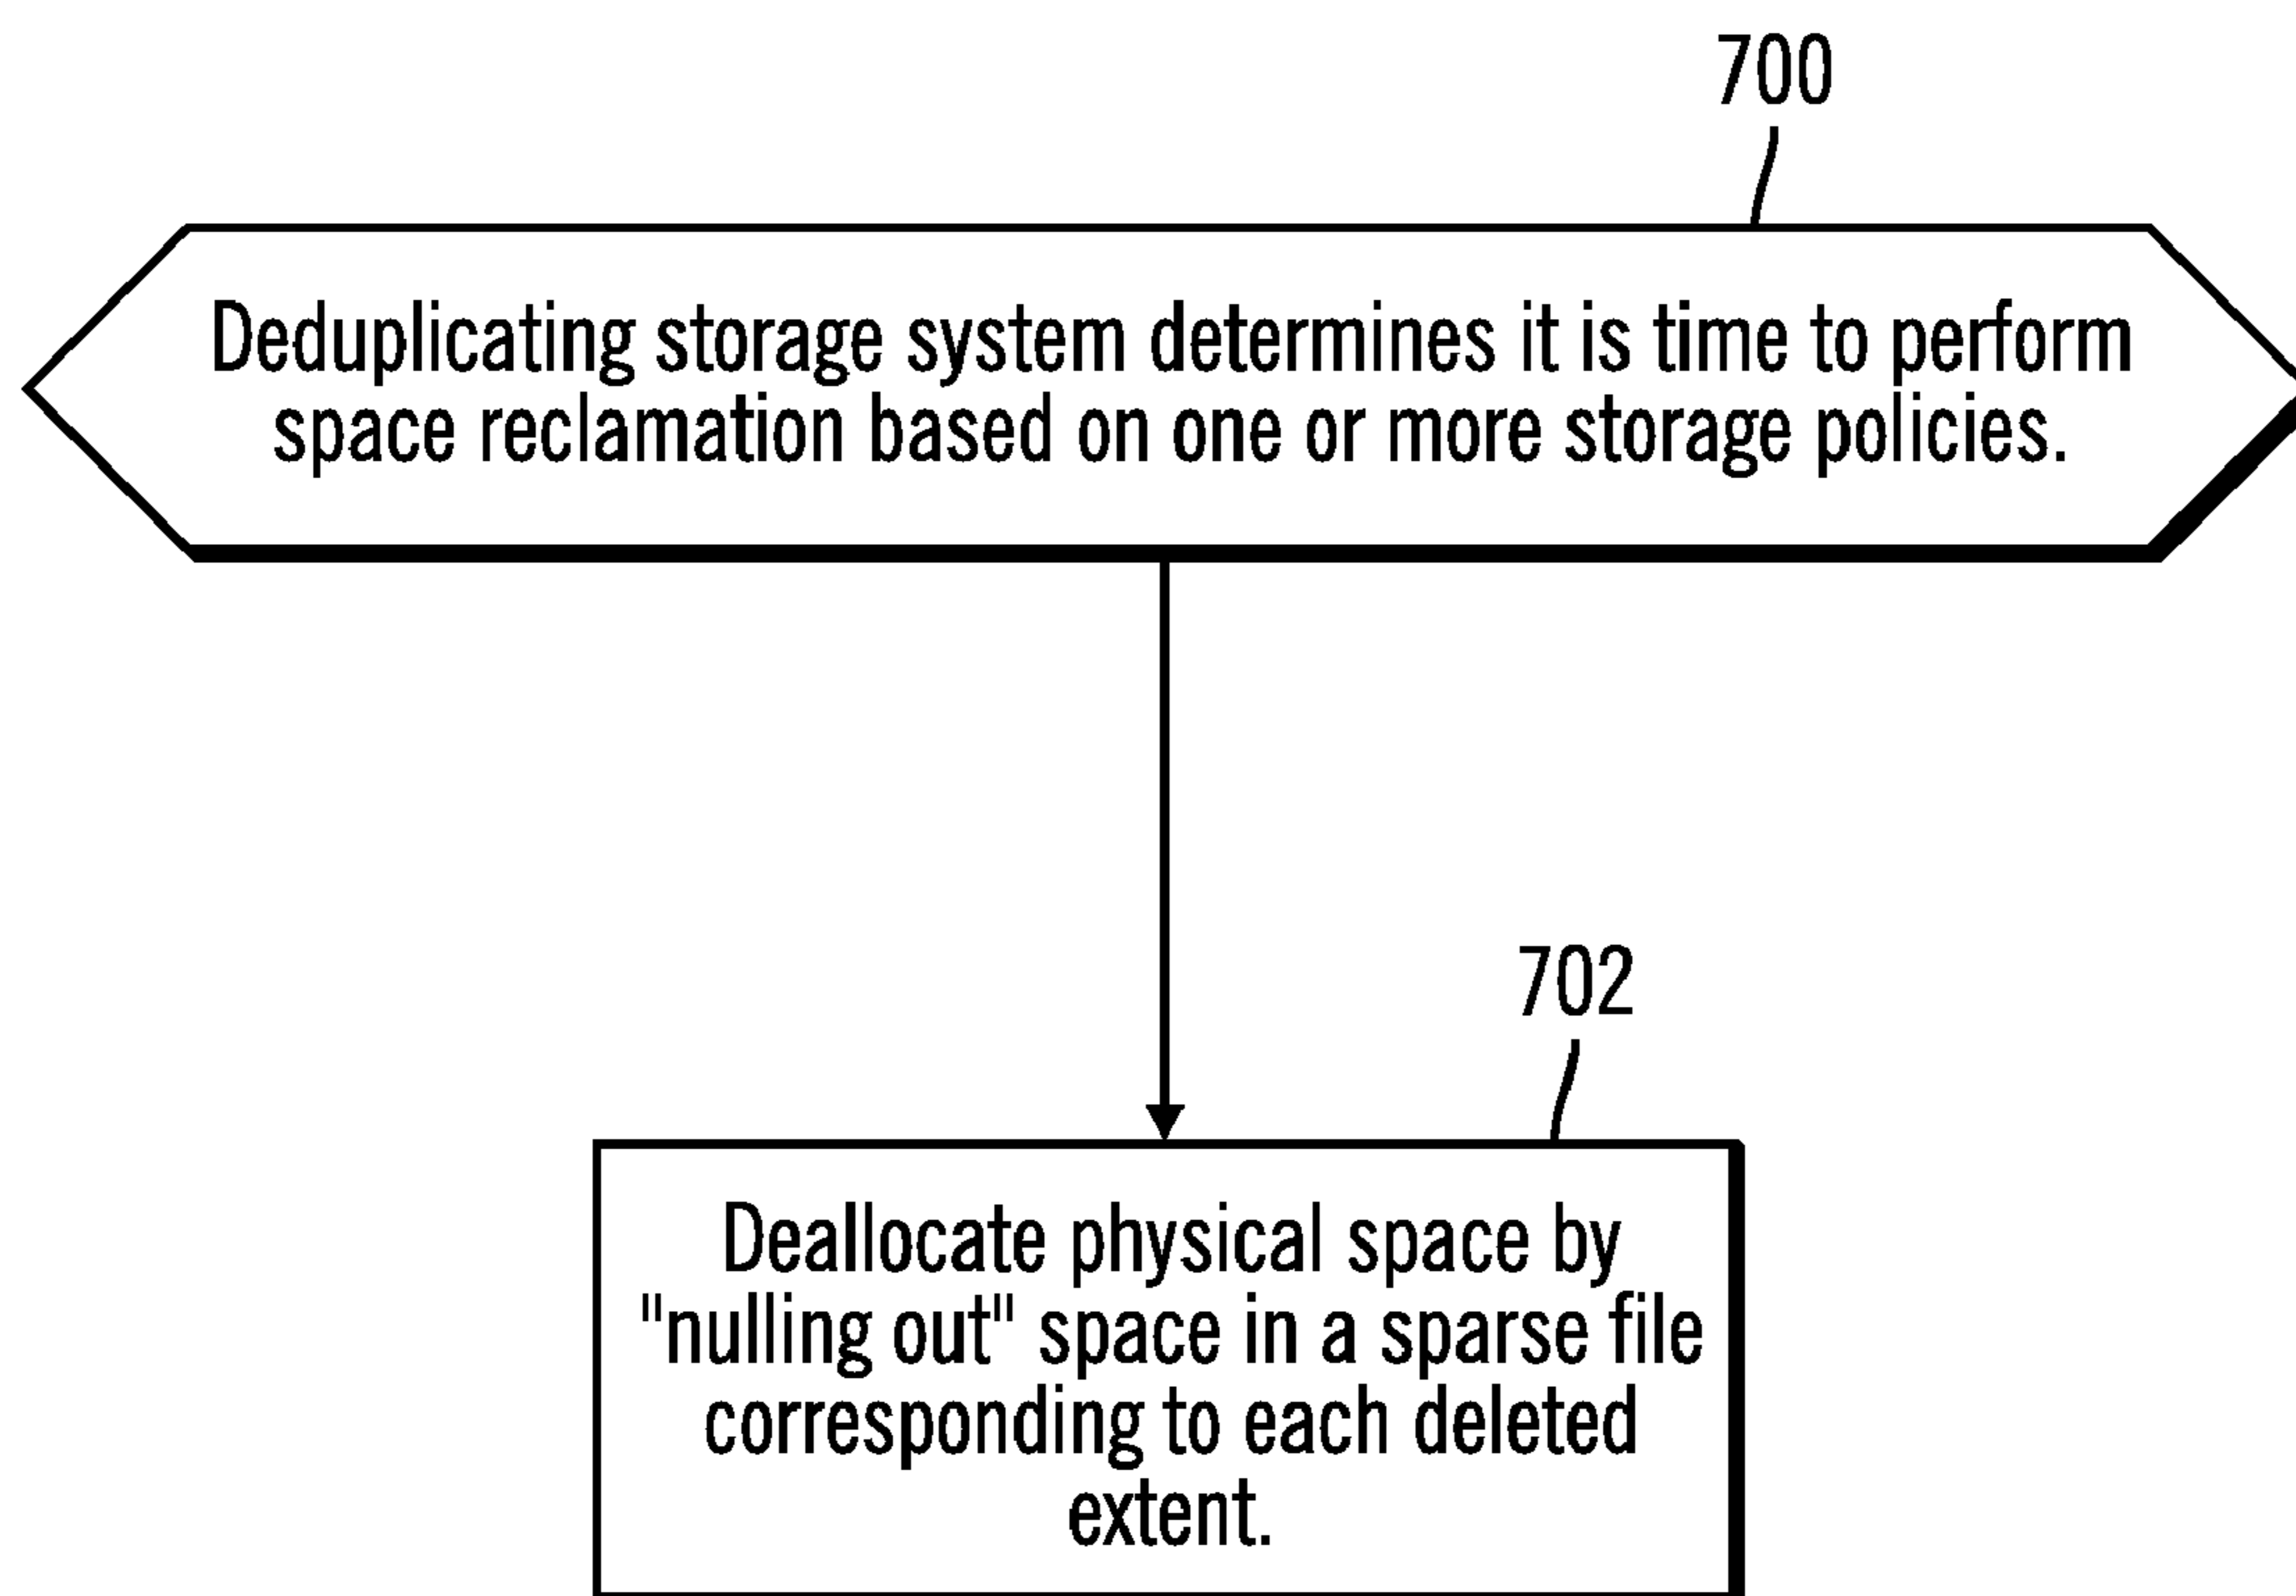 700
Deduplicating storage system determines it is time to perform
space reclamation based on one or more storage policies.
702
Deallocate physical space by
"nulling out" space in a sparse file
corresponding to each deleted
extent.